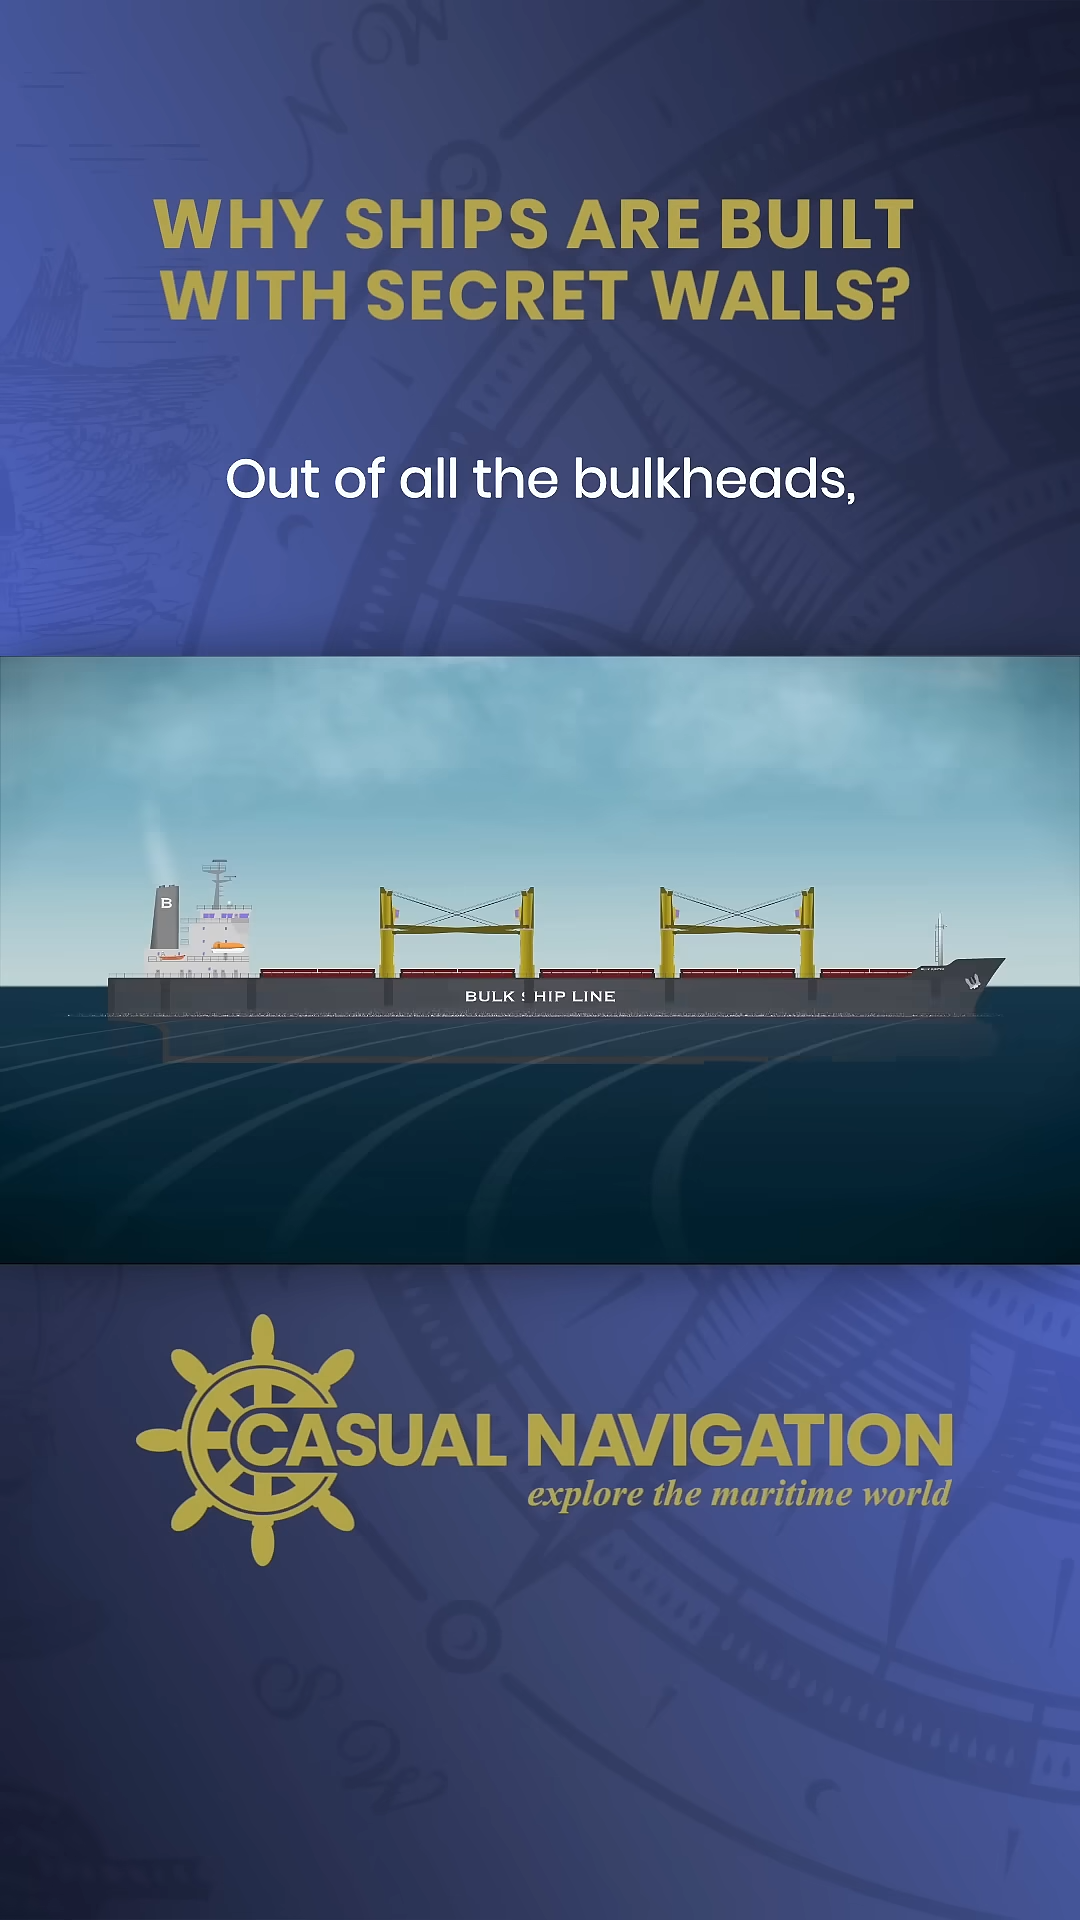 N W
WHY SHIPS ARE BUILT
WITH SECRET WALLS?
Out of all the bulkheads,
B
BULK SHIP LINE
CASUAL NAVIGATION
explore the maritime world
S W